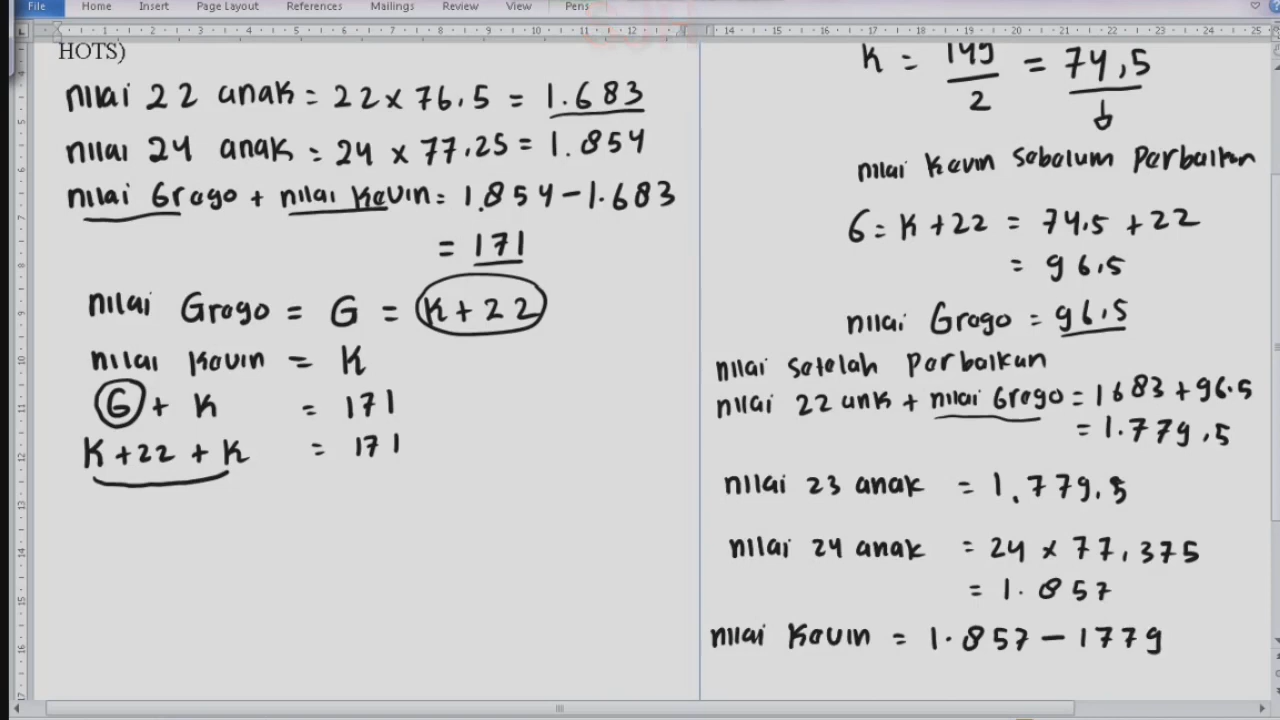 File Home Insert Page Layout References Mailings Review View Pens
HOTS)
nilai 22 anak = 22 x 76.5 = 1.683
nilai 24 anak = 24 x 77.25 = 1.854
nilai Grego + nilai Kevin = 1.854 - 1.683
= 171
nilai Grego = G = K + 22
nilai Kevin = K
G + K = 171
K + 22 + K = 171
K = 149/2 = 74,5
nilai Kevin sebelum Perbaikan
G = K + 22 = 74.5 + 22
= 96.5
nilai Grego = 96.5
nilai setelah Perbaikan
nilai 22 ank + nilai Grego = 1683 + 96.5
= 1.779,5
nilai 23 anak = 1.779.5
nilai 24 anak = 24 x 77,375
= 1.857
nilai Kevin = 1.857 - 1779